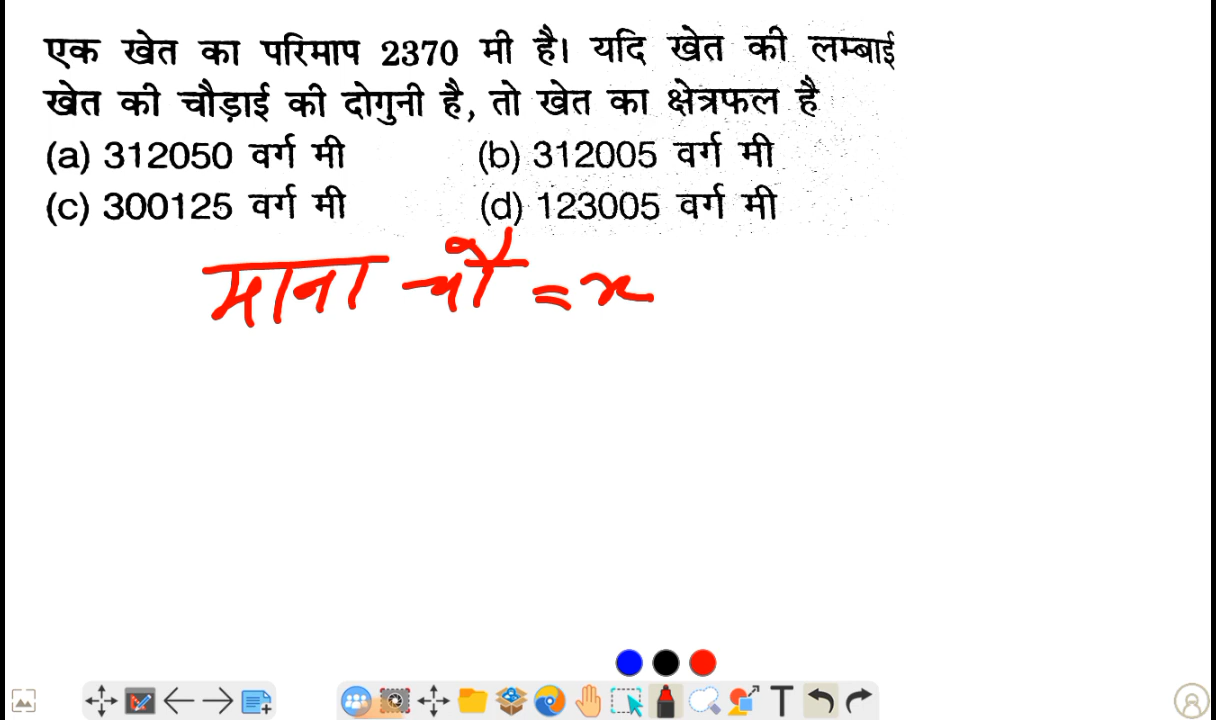 एक खेत का परिमाप 2370 मी है। यदि खेत की लम्बाई
खेत की चौड़ाई की दोगुनी है, तो खेत का क्षेत्रफल है
(a) 312050 वर्ग मी (b) 312005 वर्ग मी
(c) 300125 वर्ग मी (d) 123005 वर्ग मी
माना चौ = x